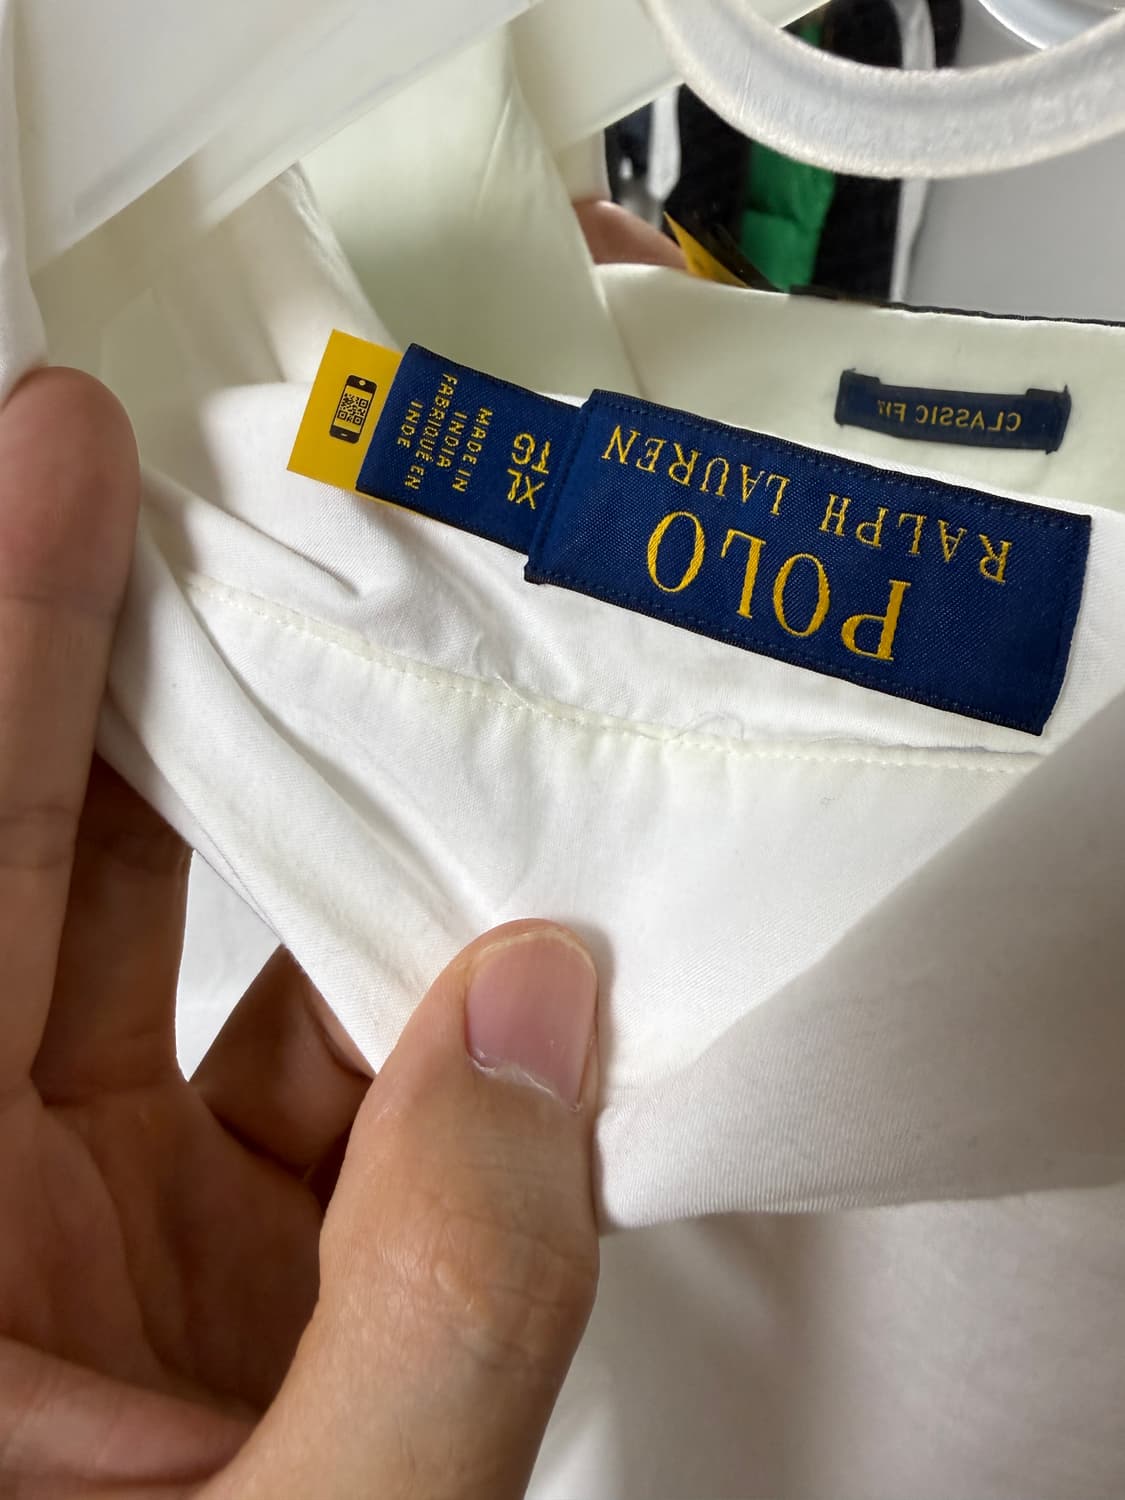 POLO
RALPH LAUREN
XL
TG
MADE IN
INDIA
FABRIQUÉ EN
INDE
CLASSIC FIT